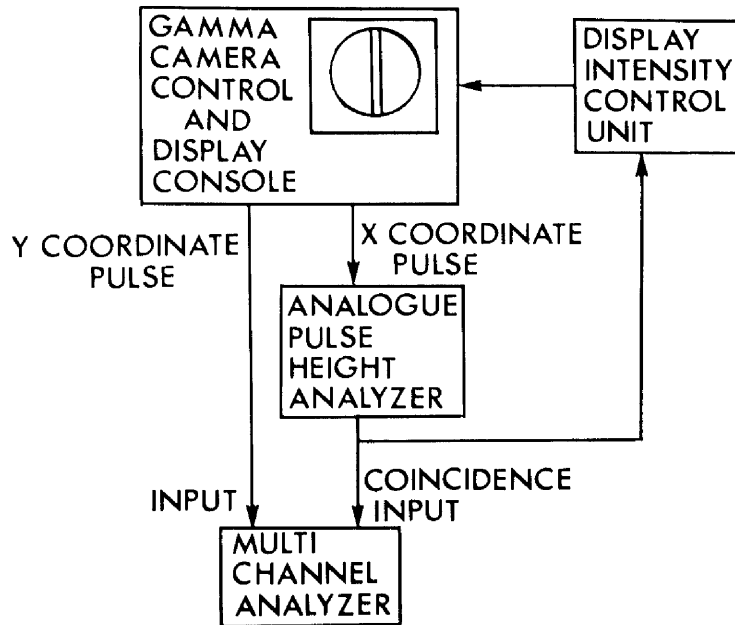 GAMMA
CAMERA
CONTROL
AND
DISPLAY
CONSOLE
DISPLAY
INTENSITY
CONTROL
UNIT
Y COORDINATE
PULSE
X COORDINATE
PULSE
ANALOGUE
PULSE
HEIGHT
ANALYZER
INPUT
COINCIDENCE
INPUT
MULTI
CHANNEL
ANALYZER